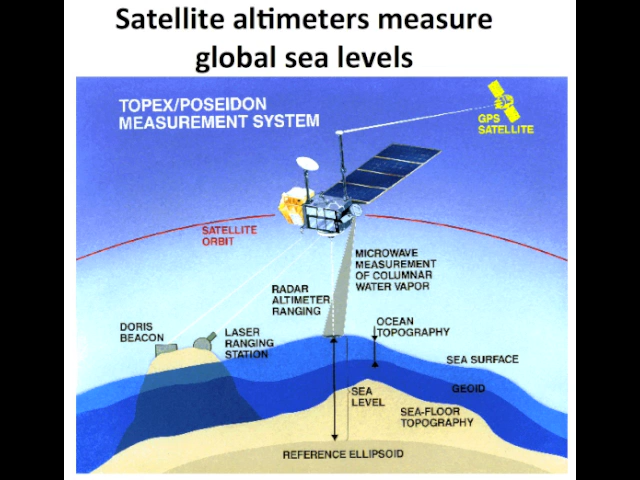 Satellite altimeters measure
global sea levels
TOPEX/POSEIDON
MEASUREMENT SYSTEM
GPS
SATELLITE
SATELLITE
ORBIT
MICROWAVE
MEASUREMENT
OF COLUMNAR
WATER VAPOR
RADAR
ALTIMETER
RANGING
DORIS
BEACON
LASER
RANGING
STATION
OCEAN
TOPOGRAPHY
SEA SURFACE
GEOID
SEA
LEVEL
SEA-FLOOR
TOPOGRAPHY
REFERENCE ELLIPSOID